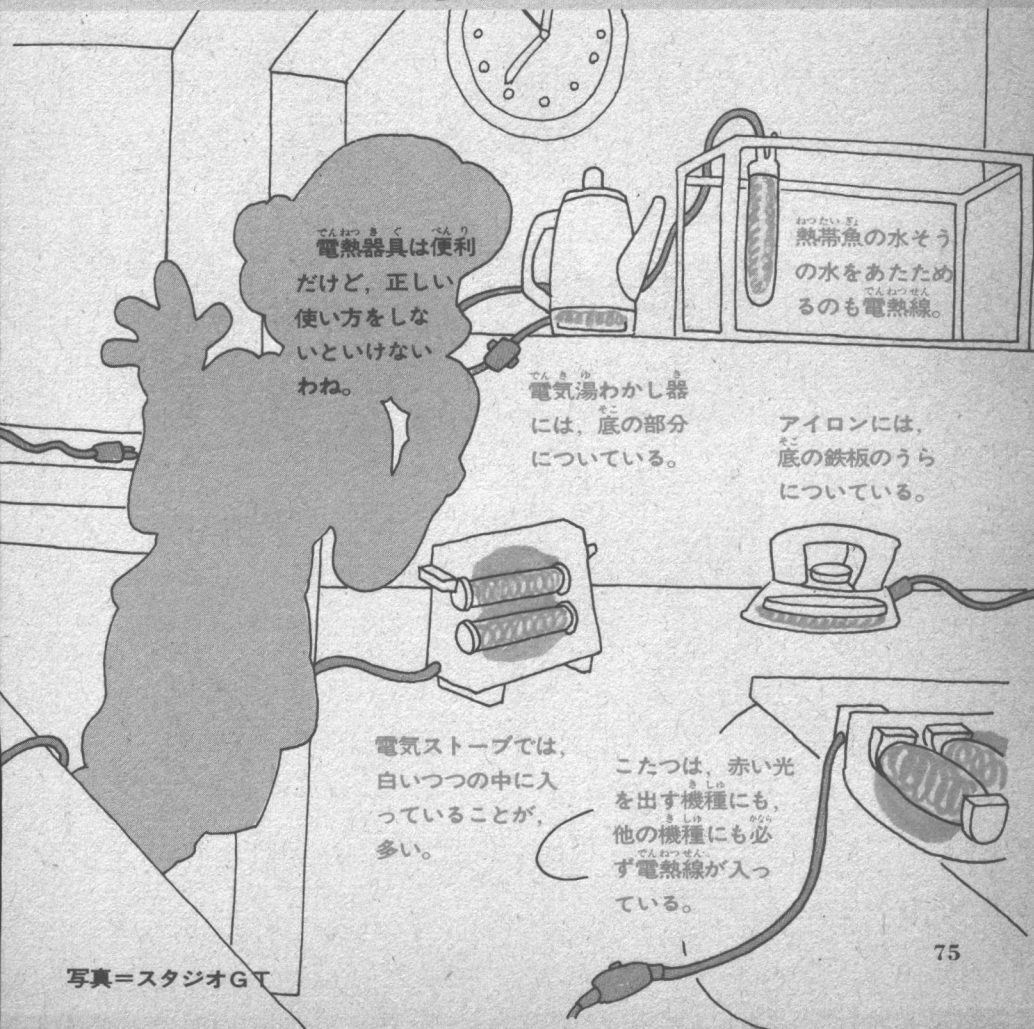 電熱器具は便利
だけど，正しい
使い方をしな
いといけない
わね。
熱帯魚の水そう
の水をあたため
るのも電熱線。
電気湯わかし器
には，底の部分
についている。
アイロンには，
底の鉄板のうら
についている。
電気ストーブでは，
白いつつの中に入
っていることが，
多い。
こたつは，赤い光
を出す機種にも，
他の機種にも必
ず電熱線が入っ
ている。
写真＝スタジオＧＴ
75